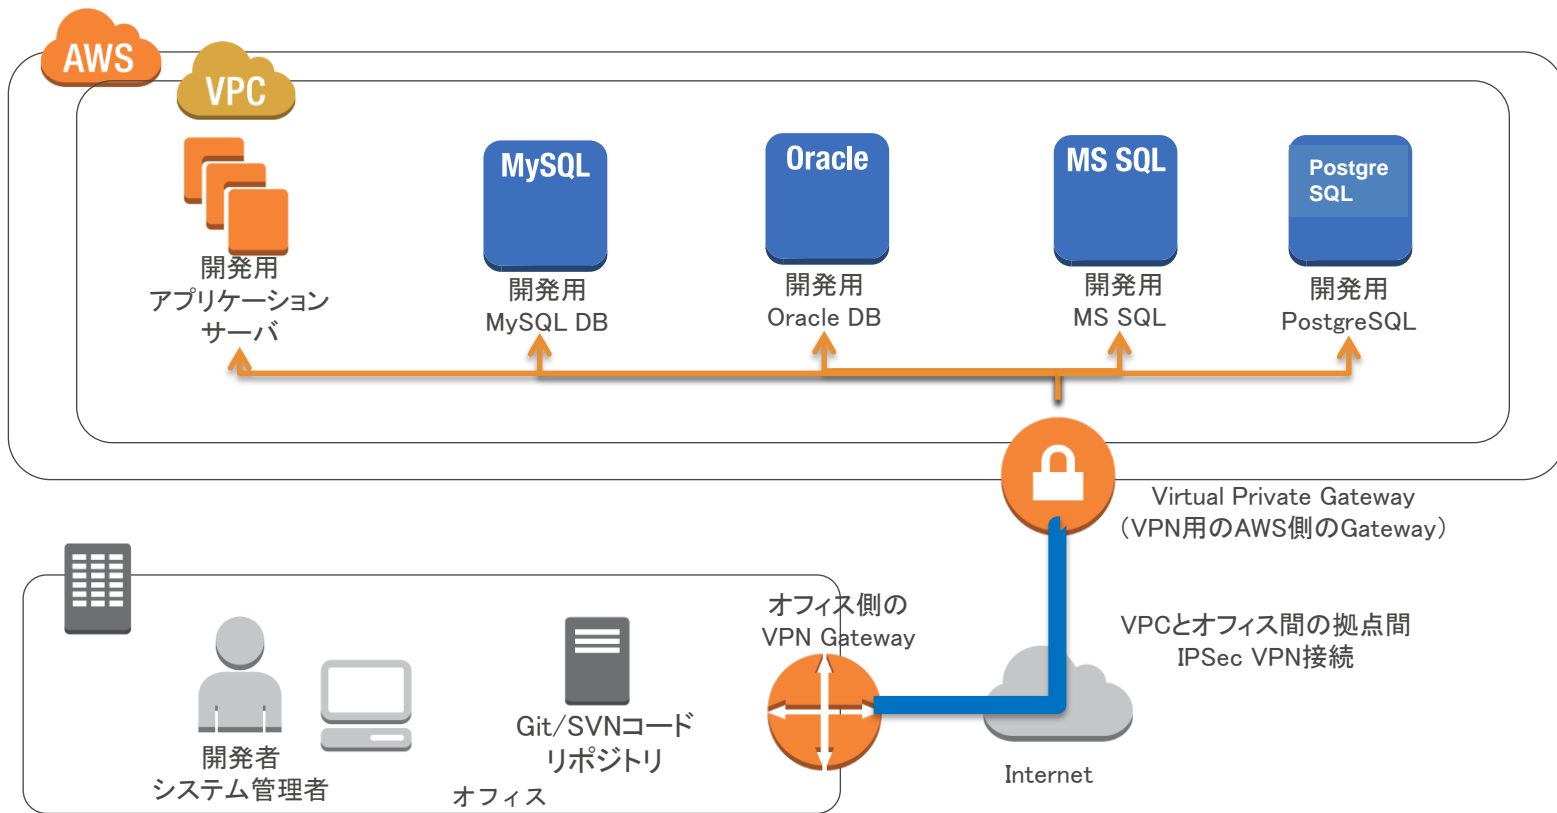 AWS
VPC
MySQL
Oracle
MS SQL
Postgre
SQL
開発用
アプリケーション
サーバ
開発用
MySQL DB
開発用
Oracle DB
開発用
MS SQL
開発用
PostgreSQL
Virtual Private Gateway
(VPN用のAWS側のGateway)
オフィス側の
VPN Gateway
VPCとオフィス間の拠点間
IPSec VPN接続
Git/SVNコード
リポジトリ
開発者
システム管理者
オフィス
Internet